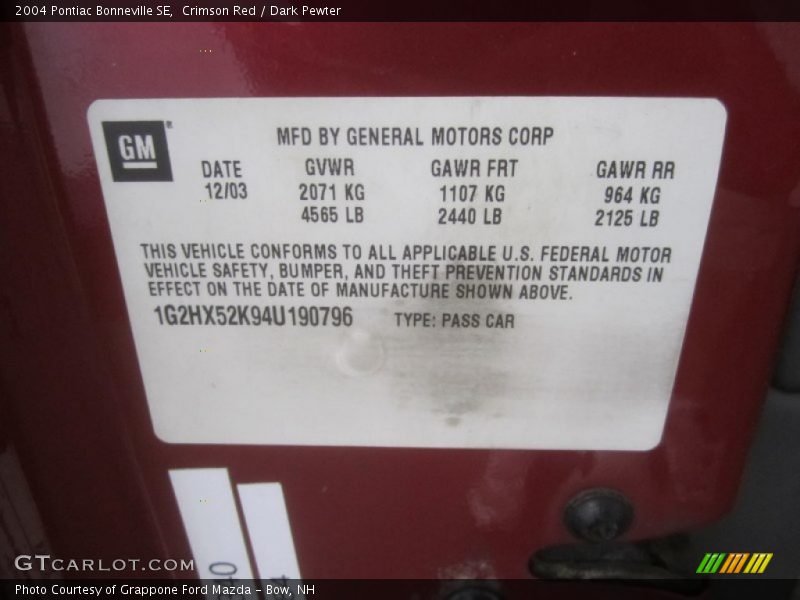 2004 Pontiac Bonneville SE,  Crimson Red / Dark Pewter
GM®
MFD BY GENERAL MOTORS CORP
DATE GVWR GAWR FRT GAWR RR
12/03 2071 KG 1107 KG 964 KG
4565 LB 2440 LB 2125 LB
THIS VEHICLE CONFORMS TO ALL APPLICABLE U.S. FEDERAL MOTOR
VEHICLE SAFETY, BUMPER, AND THEFT PREVENTION STANDARDS IN
EFFECT ON THE DATE OF MANUFACTURE SHOWN ABOVE.
1G2HX52K94U190796 TYPE: PASS CAR
GTCARLOT.COM
Photo Courtesy of Grappone Ford Mazda - Bow, NH